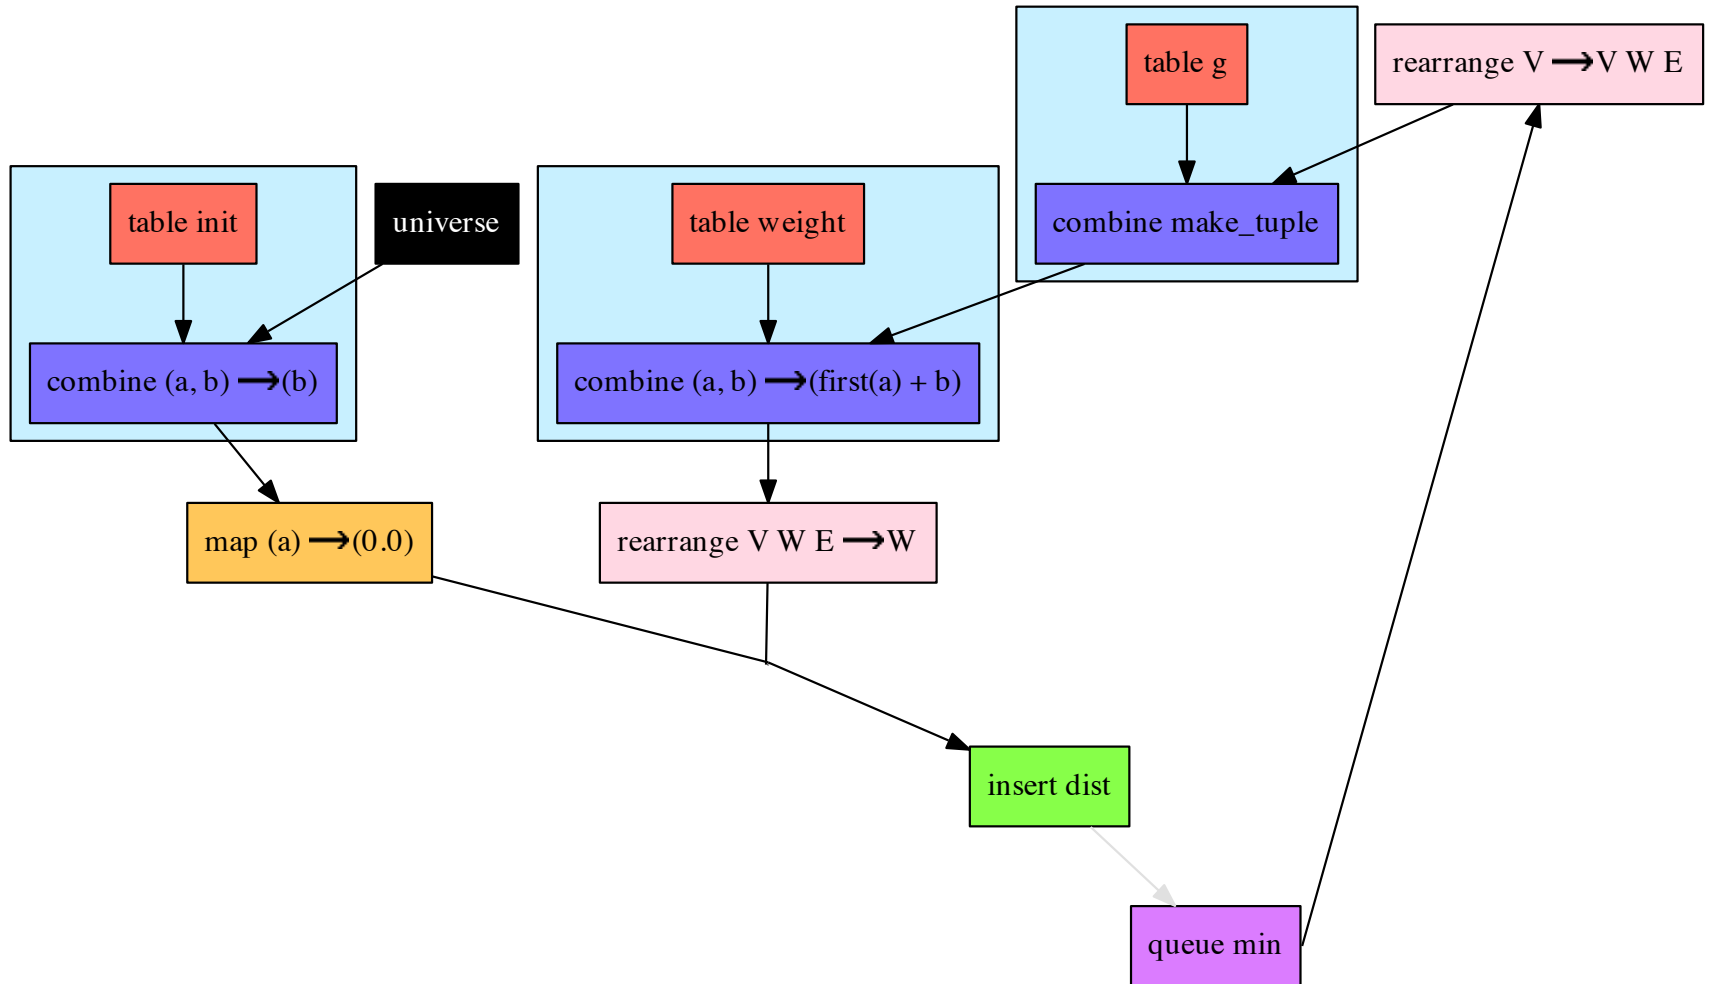 table g
rearrange V ⟶ V W E
table init
universe
table weight
combine make_tuple
combine (a, b) ⟶ (b)
combine (a, b) ⟶ (first(a) + b)
map (a) ⟶ (0.0)
rearrange V W E ⟶ W
insert dist
queue min